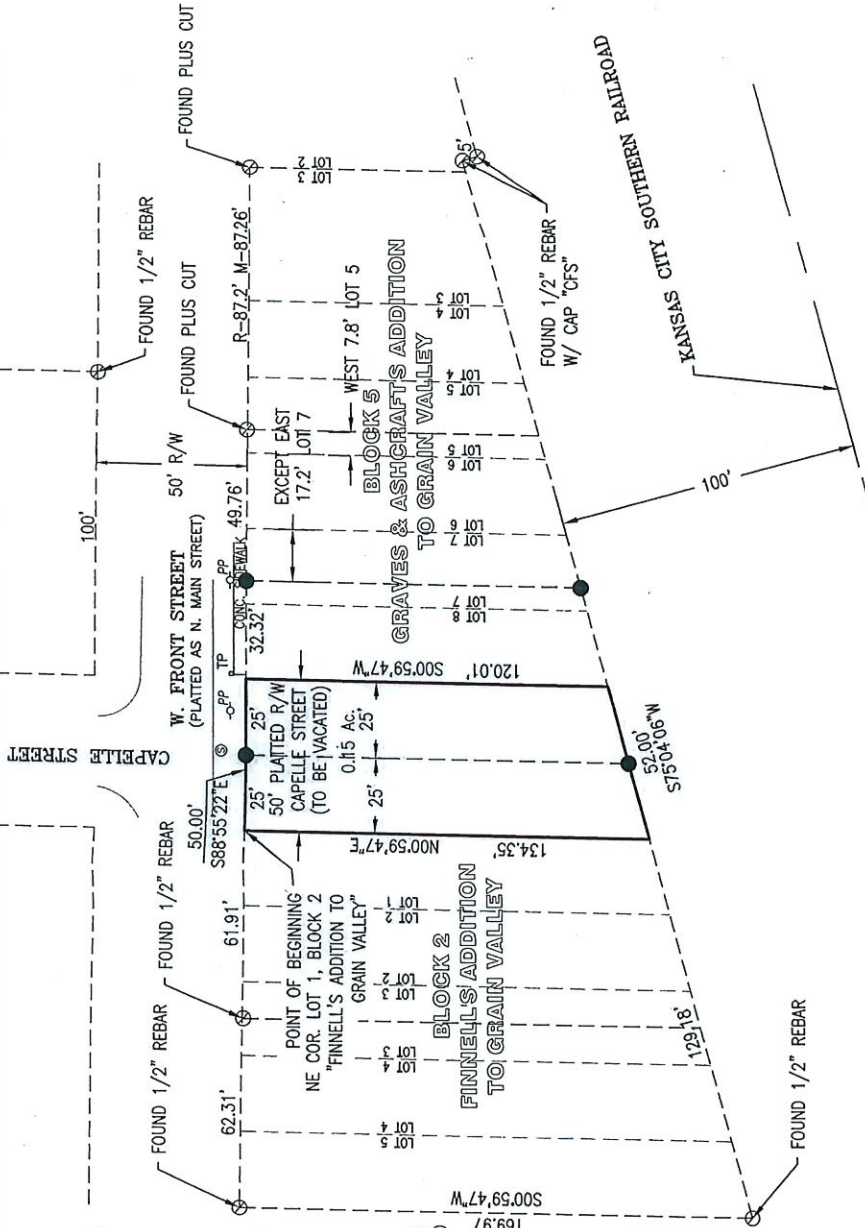 FOUND PLUS CUT
FOUND 1/2" REBAR
FOUND PLUS CUT
100'
50' R/W
W. FRONT STREET
(PLATTED AS N. MAIN STREET)
CAPELLE STREET
PP
TP
PP
S
CONC. SIDEWALK
R-87.2' M-87.26'
49.76'
32.32'
50.00'
S88°55'22"E
61.91'
62.31'
FOUND 1/2" REBAR
FOUND 1/2" REBAR
LOT 2
LOT 3
5'
FOUND 1/2" REBAR
W/ CAP "CFS"
KANSAS CITY SOUTHERN RAILROAD
100'
LOT 3
LOT 4
LOT 4
LOT 5
WEST 7.8' LOT 5
LOT 5
LOT 6
EXCEPT EAST
17.2' LOT 7
LOT 6
LOT 7
LOT 7
LOT 8
BLOCK 5
GRAVES & ASHCRAFT'S ADDITION
TO GRAIN VALLEY
S00°59'47"W
120.01'
25'
25'
50' PLATTED R/W
CAPELLE STREET
(TO BE VACATED)
0.15 Ac.
25'
25'
52.00'
S75°04'06"W
N00°59'47"E
134.35'
POINT OF BEGINNING
NE COR. LOT 1, BLOCK 2
"FINNELL'S ADDITION TO
GRAIN VALLEY"
LOT 1
LOT 2
LOT 2
LOT 3
LOT 3
LOT 4
LOT 4
LOT 5
BLOCK 2
FINNELL'S ADDITION
TO GRAIN VALLEY
129.18'
S00°59'47"W
169.97
FOUND 1/2" REBAR